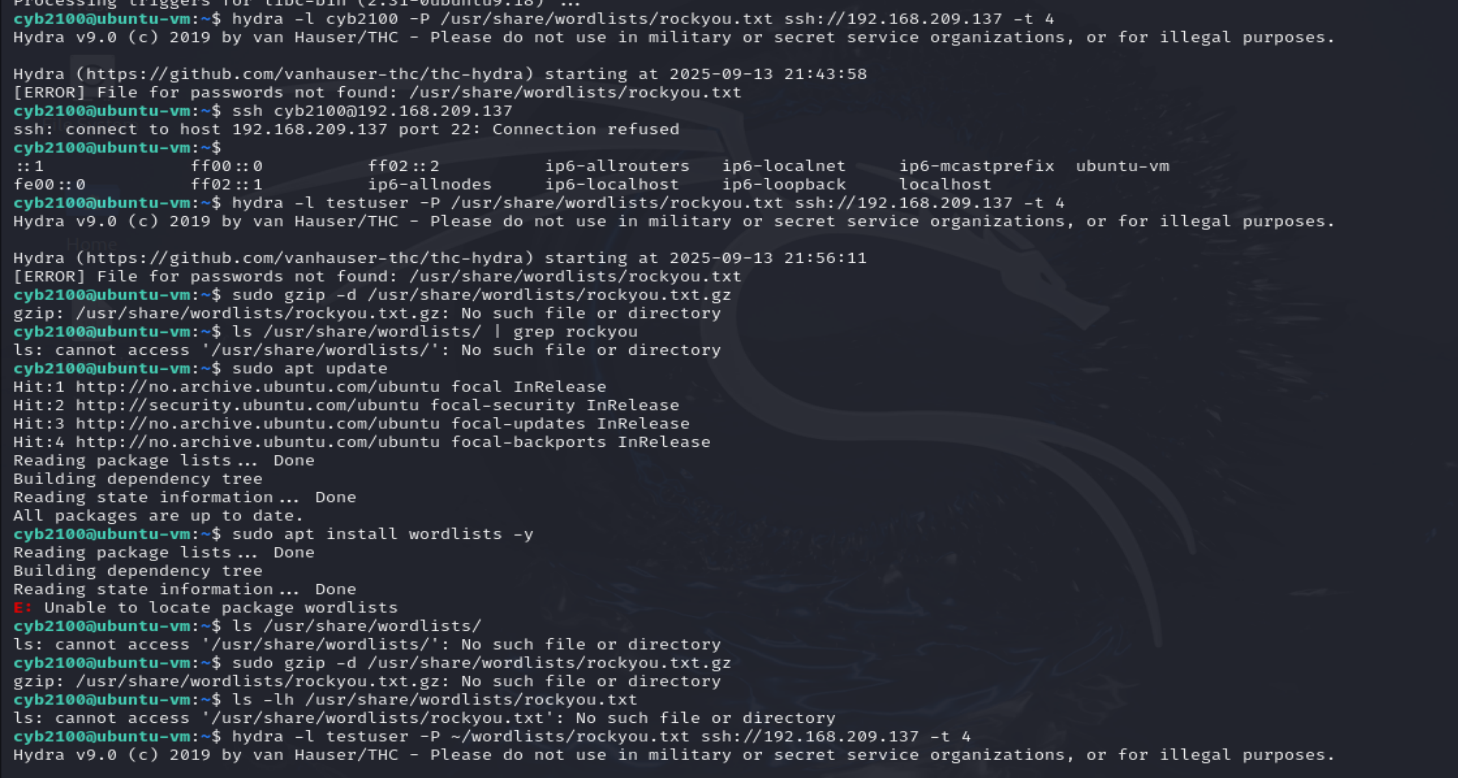 Processing triggers for libc-bin (2.31-0ubuntu9.18) ...
cyb2100@ubuntu-vm:~$ hydra -l cyb2100 -P /usr/share/wordlists/rockyou.txt ssh://192.168.209.137 -t 4
Hydra v9.0 (c) 2019 by van Hauser/THC - Please do not use in military or secret service organizations, or for illegal purposes.
Hydra (https://github.com/vanhauser-thc/thc-hydra) starting at 2025-09-13 21:43:58
[ERROR] File for passwords not found: /usr/share/wordlists/rockyou.txt
cyb2100@ubuntu-vm:~$ ssh cyb2100@192.168.209.137
ssh: connect to host 192.168.209.137 port 22: Connection refused
cyb2100@ubuntu-vm:~$
::1 ff00::0 ff02::2 ip6-allrouters ip6-localnet ip6-mcastprefix ubuntu-vm
fe00::0 ff02::1 ip6-allnodes ip6-localhost ip6-loopback localhost
cyb2100@ubuntu-vm:~$ hydra -l testuser -P /usr/share/wordlists/rockyou.txt ssh://192.168.209.137 -t 4
Hydra v9.0 (c) 2019 by van Hauser/THC - Please do not use in military or secret service organizations, or for illegal purposes.
Home
Hydra (https://github.com/vanhauser-thc/thc-hydra) starting at 2025-09-13 21:56:11
[ERROR] File for passwords not found: /usr/share/wordlists/rockyou.txt
cyb2100@ubuntu-vm:~$ sudo gzip -d /usr/share/wordlists/rockyou.txt.gz
gzip: /usr/share/wordlists/rockyou.txt.gz: No such file or directory
cyb2100@ubuntu-vm:~$ ls /usr/share/wordlists/ | grep rockyou
ls: cannot access '/usr/share/wordlists/': No such file or directory
cyb2100@ubuntu-vm:~$ sudo apt update
Hit:1 http://no.archive.ubuntu.com/ubuntu focal InRelease
Hit:2 http://security.ubuntu.com/ubuntu focal-security InRelease
Hit:3 http://no.archive.ubuntu.com/ubuntu focal-updates InRelease
Hit:4 http://no.archive.ubuntu.com/ubuntu focal-backports InRelease
Reading package lists... Done
Building dependency tree
Reading state information... Done
All packages are up to date.
cyb2100@ubuntu-vm:~$ sudo apt install wordlists -y
Reading package lists... Done
Building dependency tree
Reading state information... Done
E: Unable to locate package wordlists
cyb2100@ubuntu-vm:~$ ls /usr/share/wordlists/
ls: cannot access '/usr/share/wordlists/': No such file or directory
cyb2100@ubuntu-vm:~$ sudo gzip -d /usr/share/wordlists/rockyou.txt.gz
gzip: /usr/share/wordlists/rockyou.txt.gz: No such file or directory
cyb2100@ubuntu-vm:~$ ls -lh /usr/share/wordlists/rockyou.txt
ls: cannot access '/usr/share/wordlists/rockyou.txt': No such file or directory
cyb2100@ubuntu-vm:~$ hydra -l testuser -P ~/wordlists/rockyou.txt ssh://192.168.209.137 -t 4
Hydra v9.0 (c) 2019 by van Hauser/THC - Please do not use in military or secret service organizations, or for illegal purposes.